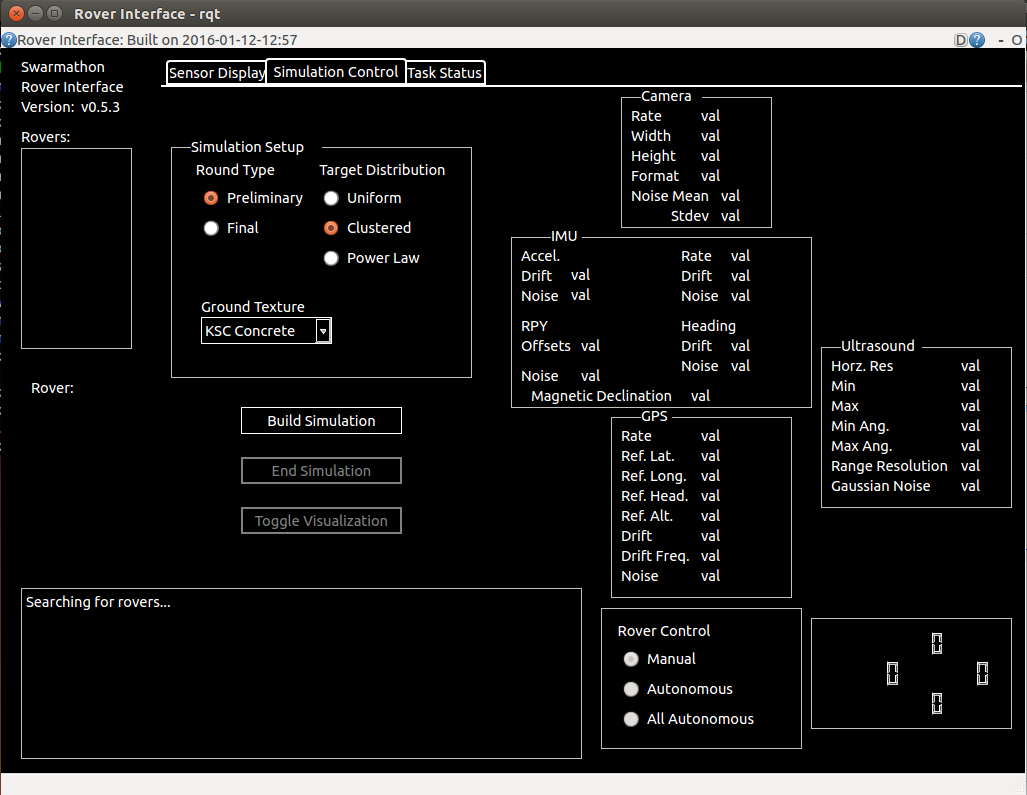 Rover Interface - rqt
Rover Interface: Built on 2016-01-12-12:57
D
?
- O
Swarmathon
Rover Interface
Version: v0.5.3
Rovers:
Rover:
Sensor Display
Simulation Control
Task Status
Simulation Setup
Round Type
Preliminary
Final
Target Distribution
Uniform
Clustered
Power Law
Ground Texture
KSC Concrete
Build Simulation
End Simulation
Toggle Visualization
Camera
Rate val
Width val
Height val
Format val
Noise Mean val
Stdev val
IMU
Accel.
Drift val
Noise val
Rate val
Drift val
Noise val
RPY
Offsets val
Noise val
Heading
Drift val
Noise val
Magnetic Declination val
Ultrasound
Horz. Res val
Min val
Max val
Min Ang. val
Max Ang. val
Range Resolution val
Gaussian Noise val
GPS
Rate val
Ref. Lat. val
Ref. Long. val
Ref. Head. val
Ref. Alt. val
Drift val
Drift Freq. val
Noise val
Searching for rovers...
Rover Control
Manual
Autonomous
All Autonomous
0
0 0
0